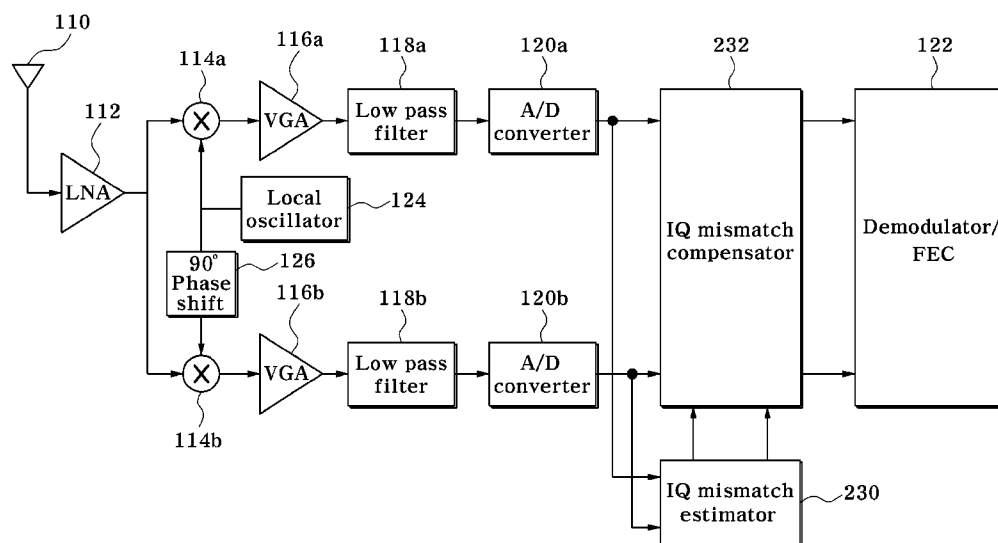 110
112
LNA
114a
116a
VGA
118a
Low pass
filter
120a
A/D
converter
232
IQ mismatch
compensator
122
Demodulator/
FEC
Local
oscillator
124
90°
Phase
shift
126
114b
116b
VGA
118b
Low pass
filter
120b
A/D
converter
IQ mismatch
estimator
230